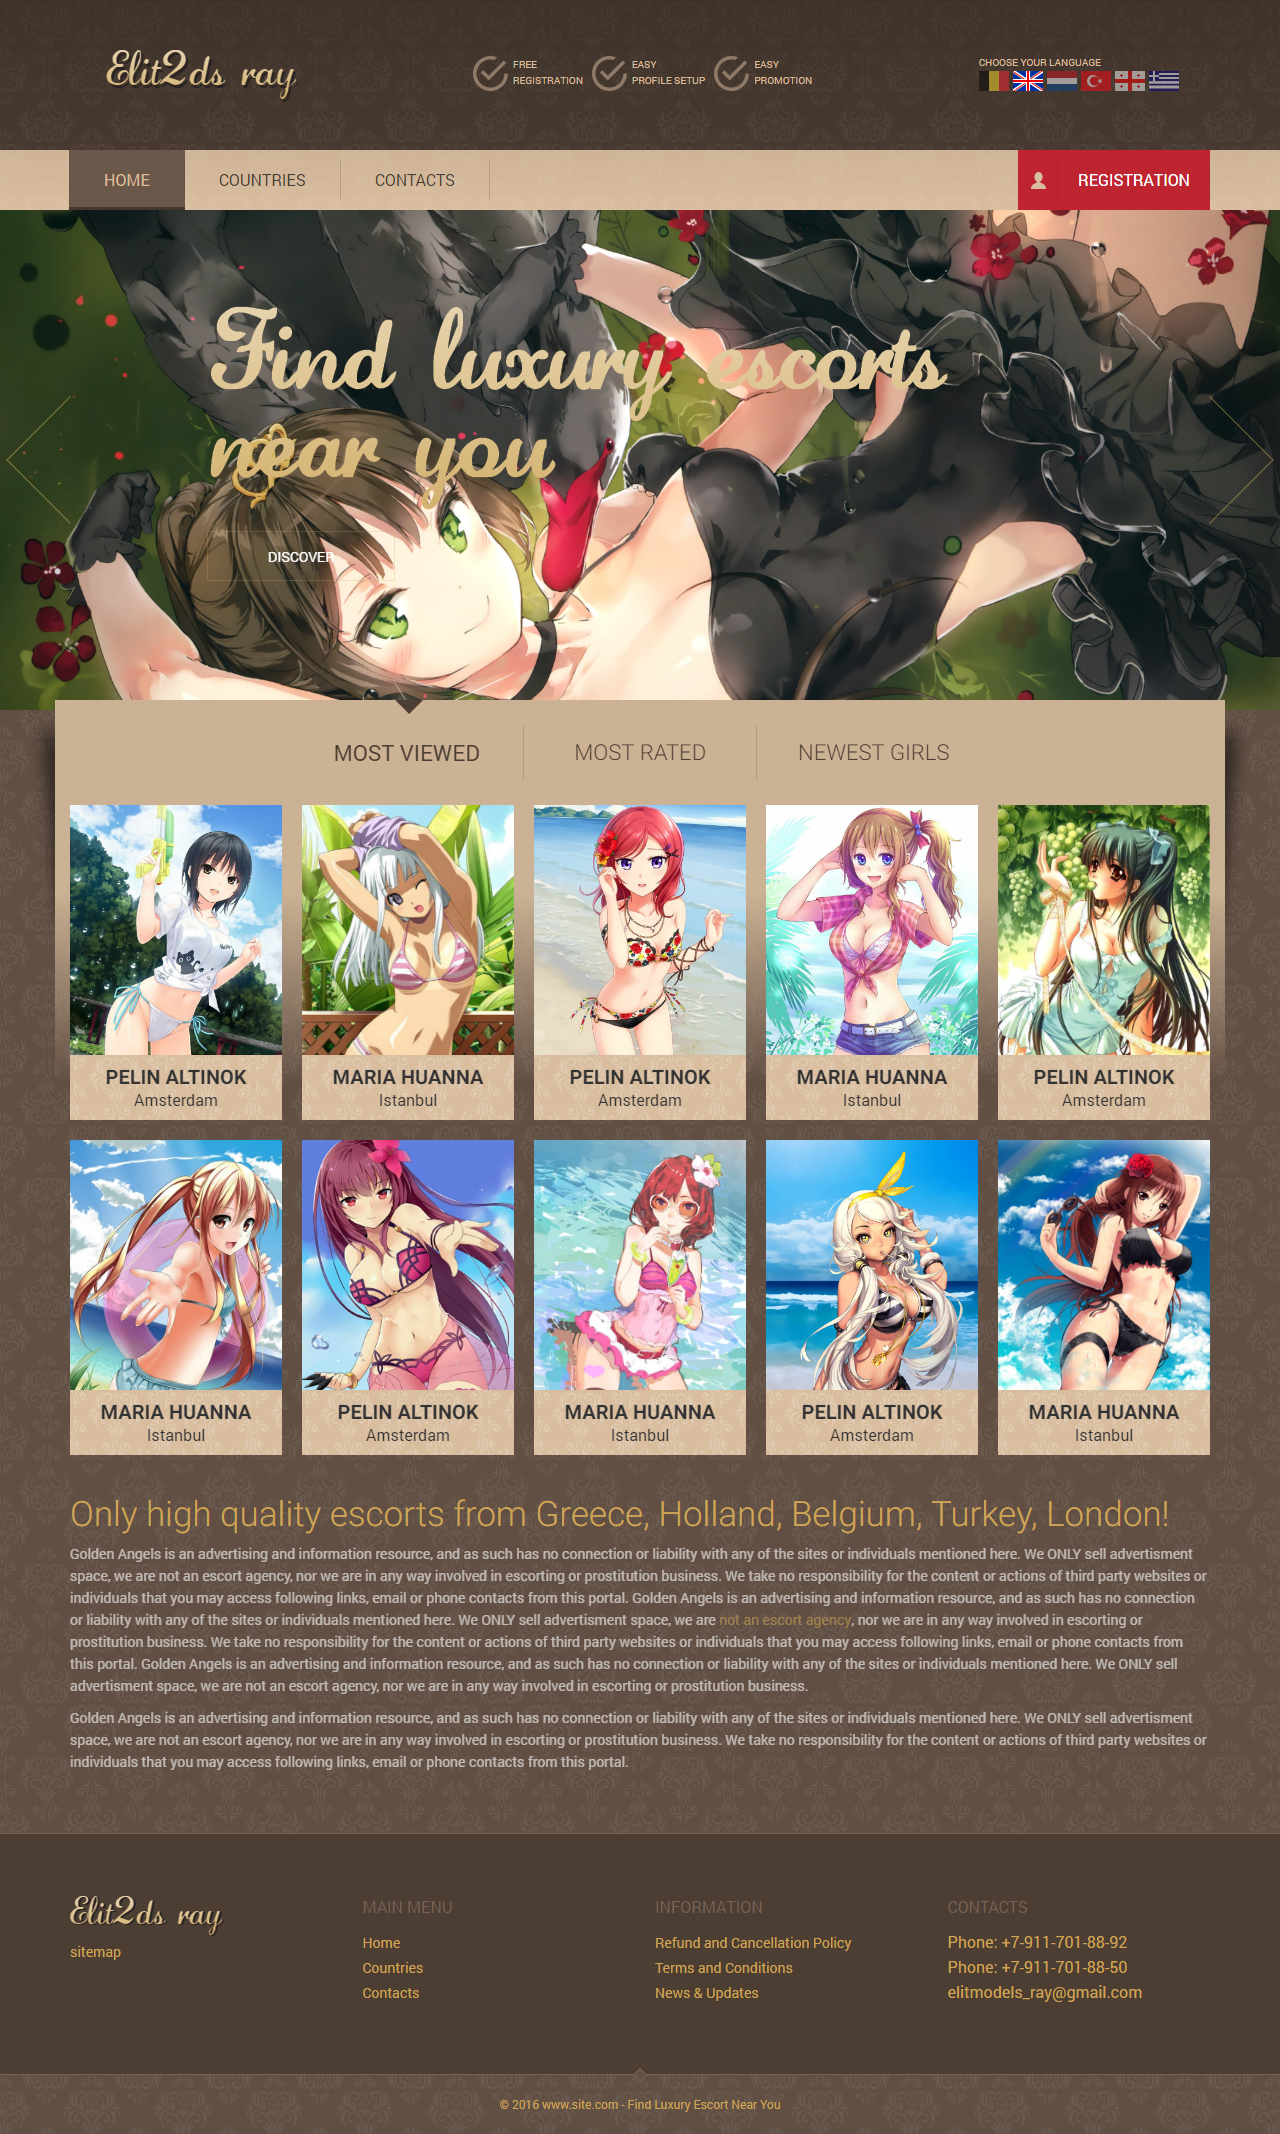 Elit2ds ray
FREE
REGISTRATION
EASY
PROFILE SETUP
EASY
PROMOTION
CHOOSE YOUR LANGUAGE
HOME
COUNTRIES
CONTACTS
REGISTRATION
Find luxury escorts
near you
DISCOVER
MOST VIEWED
MOST RATED
NEWEST GIRLS
PELIN ALTINOK
Amsterdam
MARIA HUANNA
Istanbul
PELIN ALTINOK
Amsterdam
MARIA HUANNA
Istanbul
PELIN ALTINOK
Amsterdam
MARIA HUANNA
Istanbul
PELIN ALTINOK
Amsterdam
MARIA HUANNA
Istanbul
PELIN ALTINOK
Amsterdam
MARIA HUANNA
Istanbul
Only high quality escorts from Greece, Holland, Belgium, Turkey, London!
Golden Angels is an advertising and information resource, and as such has no connection or liability with any of the sites or individuals mentioned here. We ONLY sell advertisment
space, we are not an escort agency, nor we are in any way involved in escorting or prostitution business. We take no responsibility for the content or actions of third party websites or
individuals that you may access following links, email or phone contacts from this portal. Golden Angels is an advertising and information resource, and as such has no connection
or liability with any of the sites or individuals mentioned here. We ONLY sell advertisment space, we are not an escort agency, nor we are in any way involved in escorting or
prostitution business. We take no responsibility for the content or actions of third party websites or individuals that you may access following links, email or phone contacts from
this portal. Golden Angels is an advertising and information resource, and as such has no connection or liability with any of the sites or individuals mentioned here. We ONLY sell
advertisment space, we are not an escort agency, nor we are in any way involved in escorting or prostitution business.
Golden Angels is an advertising and information resource, and as such has no connection or liability with any of the sites or individuals mentioned here. We ONLY sell advertisment
space, we are not an escort agency, nor we are in any way involved in escorting or prostitution business. We take no responsibility for the content or actions of third party websites or
individuals that you may access following links, email or phone contacts from this portal.
Elit2ds ray
sitemap
MAIN MENU
Home
Countries
Contacts
INFORMATION
Refund and Cancellation Policy
Terms and Conditions
News & Updates
CONTACTS
Phone: +7-911-701-88-92
Phone: +7-911-701-88-50
elitmodels_ray@gmail.com
© 2016 www.site.com - Find Luxury Escort Near You